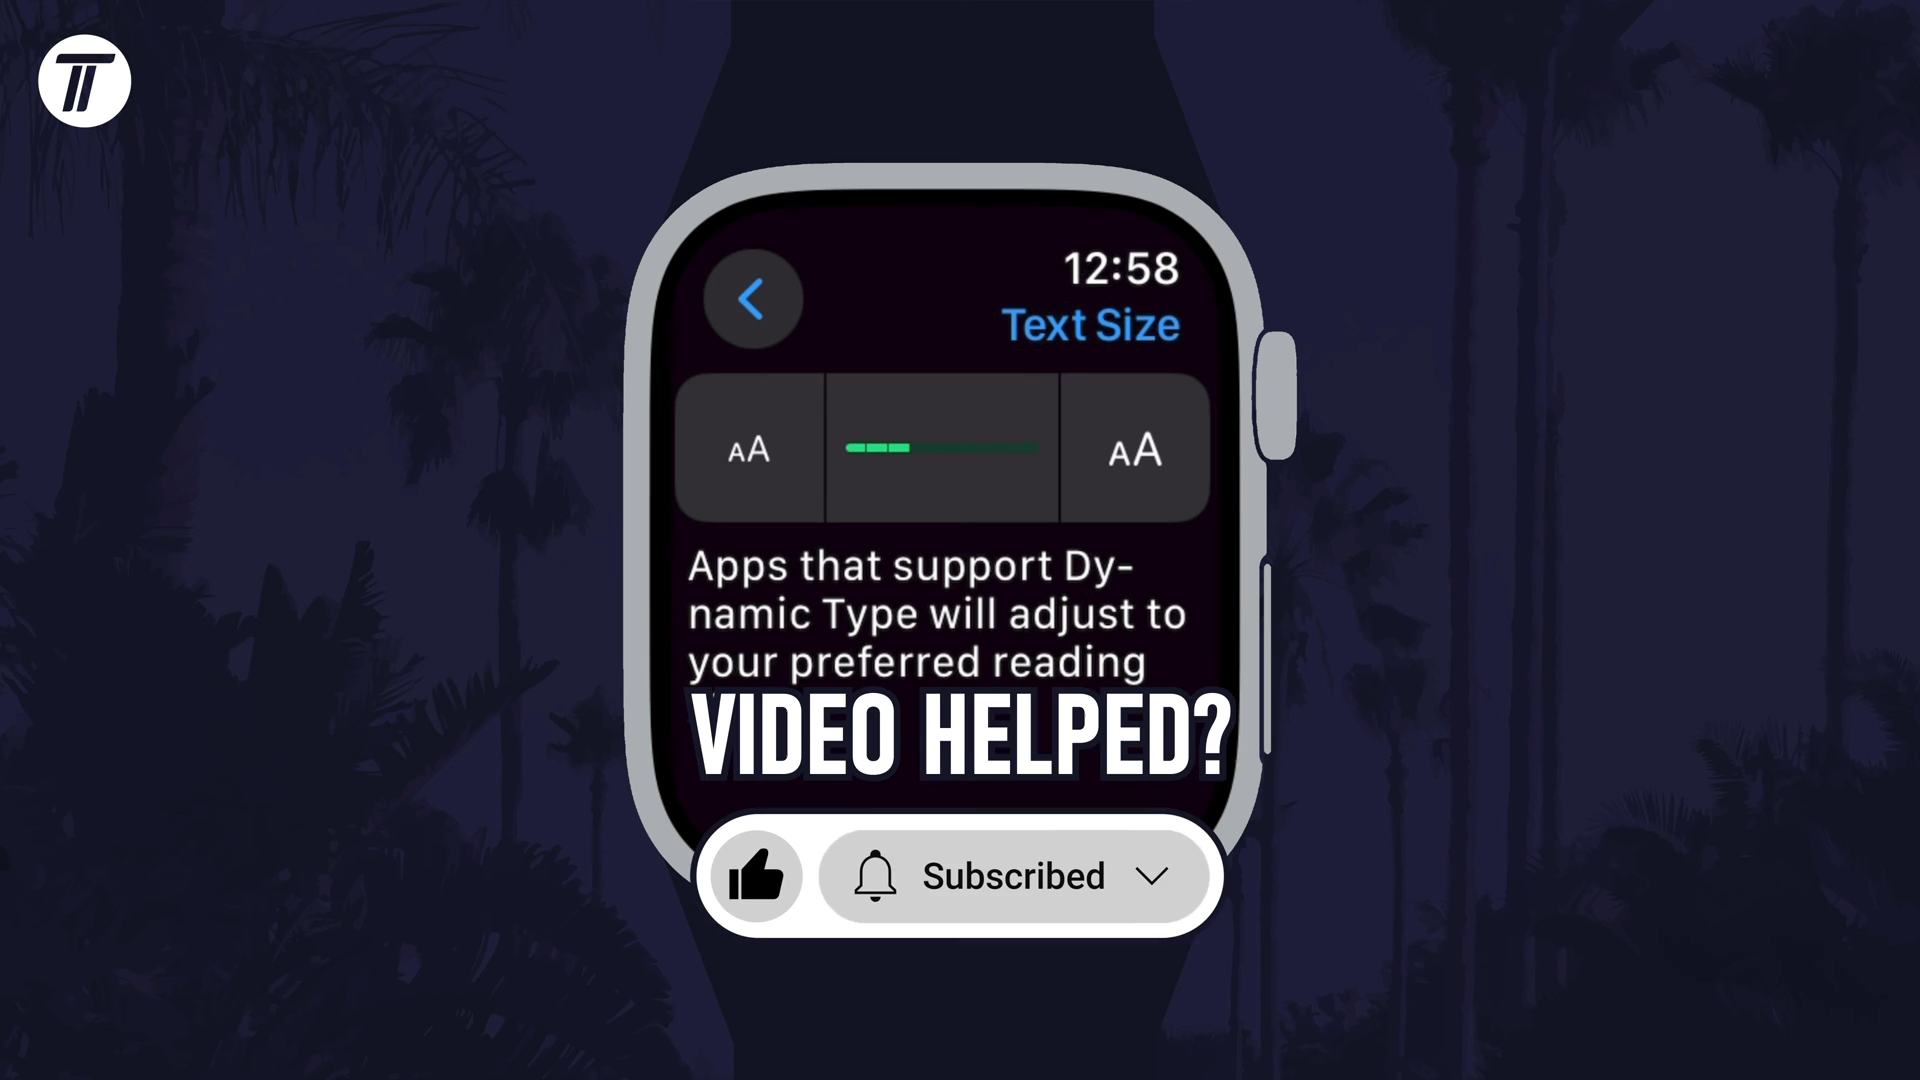 12:58
Text Size
AA
AA
Apps that support Dy-
namic Type will adjust to
your preferred reading
VIDEO HELPED?
Subscribed